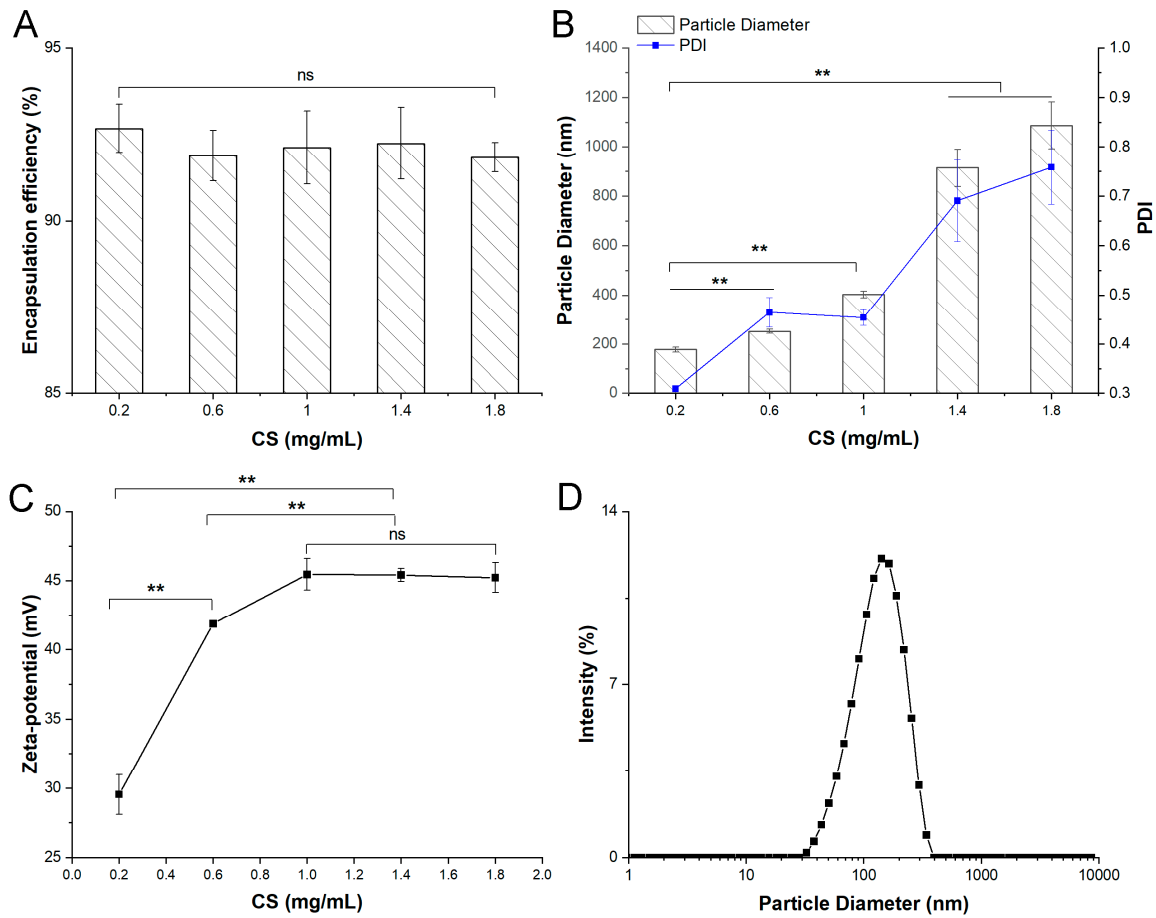 A
Encapsulation efficiency (%)
95
90
85
ns
0.2 0.6 1 1.4 1.8
CS (mg/mL)
B
Particle Diameter
PDI
Particle Diameter (nm)
1400
1200
1000
800
600
400
200
0
**
**
**
1.0
0.9
0.8
0.7
0.6
0.5
0.4
0.3
PDI
0.2 0.6 1 1.4 1.8
CS (mg/mL)
C
Zeta-potential (mV)
50
45
40
35
30
25
**
**
ns
**
0.0 0.2 0.4 0.6 0.8 1.0 1.2 1.4 1.6 1.8 2.0
CS (mg/mL)
D
Intensity (%)
14
7
0
1 10 100 1000 10000
Particle Diameter (nm)